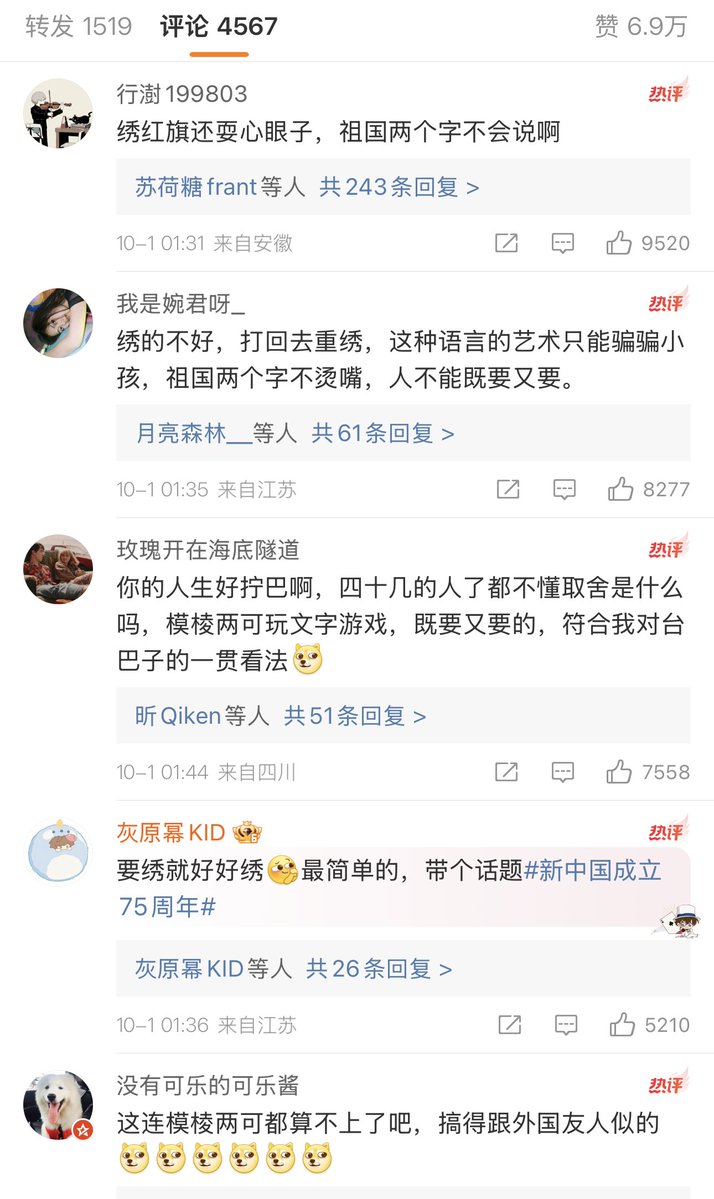 转发 1519 评论 4567 赞 6.9万
行澍199803 热评
绣红旗还耍心眼子，祖国两个字不会说啊
苏荷糖frant等人 共243条回复 >
10-1 01:31 来自安徽 9520
我是婉君呀_ 热评
绣的不好，打回去重绣，这种语言的艺术只能骗骗小
孩，祖国两个字不烫嘴，人不能既要又要。
月亮森林__等人 共61条回复 >
10-1 01:35 来自江苏 8277
玫瑰开在海底隧道 热评
你的人生好拧巴啊，四十几的人了都不懂取舍是什么
吗，模棱两可玩文字游戏，既要又要的，符合我对台
巴子的一贯看法
昕Qiken等人 共51条回复 >
10-1 01:44 来自四川 7558
灰原幂KID 热评
要绣就好好绣最简单的，带个话题#新中国成立
75周年#
灰原幂KID等人 共26条回复 >
10-1 01:36 来自江苏 5210
没有可乐的可乐酱 热评
这连模棱两可都算不上了吧，搞得跟外国友人似的